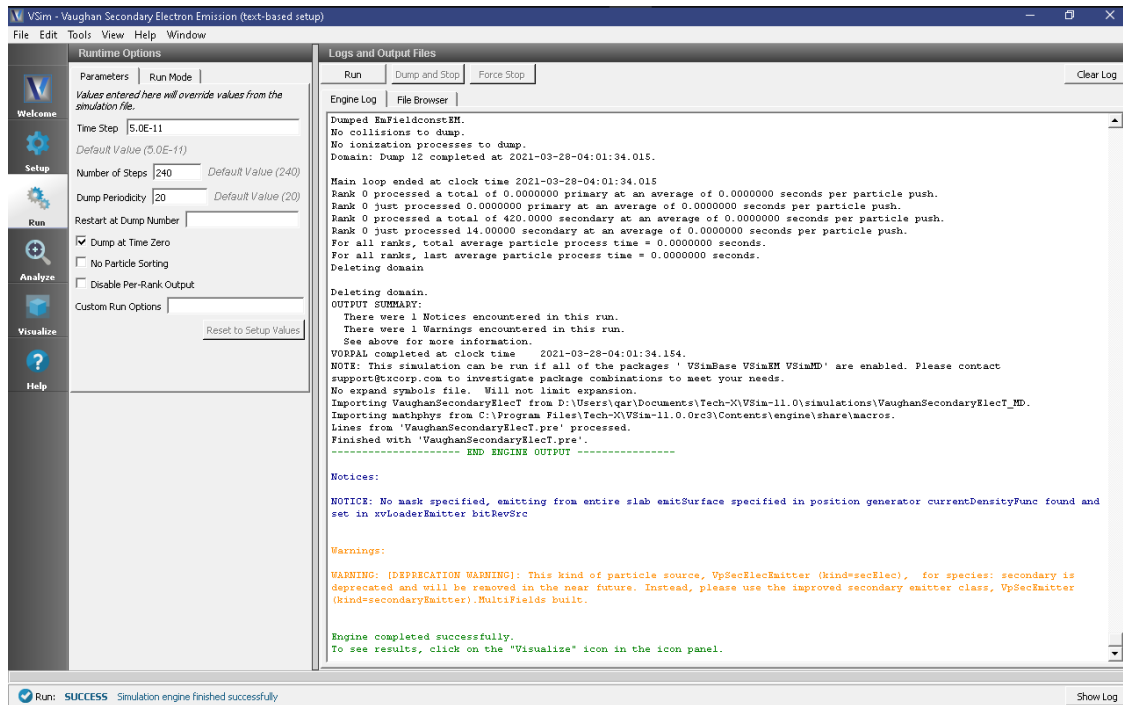 VSim - Vaughan Secondary Electron Emission (text-based setup)
File Edit Tools View Help Window
Runtime Options
Logs and Output Files
Welcome
Setup
Run
Analyze
Visualize
Help
Parameters
Run Mode
Values entered here will override values from the
simulation file.
Time Step 5.0E-11
Default Value (5.0E-11)
Number of Steps 240 Default Value (240)
Dump Periodicity 20 Default Value (20)
Restart at Dump Number
Dump at Time Zero
No Particle Sorting
Disable Per-Rank Output
Custom Run Options
Reset to Setup Values
Run Dump and Stop Force Stop Clear Log
Engine Log File Browser
Dumped EmFieldconstEM.
No collisions to dump.
No ionization processes to dump.
Domain: Dump 12 completed at 2021-03-28-04:01:34.015.
Main loop ended at clock time 2021-03-28-04:01:34.015
Rank 0 processed a total of 0.0000000 primary at an average of 0.0000000 seconds per particle push.
Rank 0 just processed 0.0000000 primary at an average of 0.0000000 seconds per particle push.
Rank 0 processed a total of 420.0000 secondary at an average of 0.0000000 seconds per particle push.
Rank 0 just processed 14.00000 secondary at an average of 0.0000000 seconds per particle push.
For all ranks, total average particle process time = 0.0000000 seconds.
For all ranks, last average particle process time = 0.0000000 seconds.
Deleting domain
Deleting domain.
OUTPUT SUMMARY:
There were 1 Notices encountered in this run.
There were 1 Warnings encountered in this run.
See above for more information.
VORPAL completed at clock time 2021-03-28-04:01:34.154.
NOTE: This simulation can be run if all of the packages ' VSimBase VSimEM VSimMD' are enabled. Please contact
support@txcorp.com to investigate package combinations to meet your needs.
No expand symbols file. Will not limit expansion.
Importing VaughanSecondaryElecT from D:\Users\qar\Documents\Tech-X\VSim-11.0\simulations\VaughanSecondaryElecT_MD.
Importing mathphys from C:\Program Files\Tech-X\VSim-11.0.0rc3\Contents\engine\share\macros.
Lines from 'VaughanSecondaryElecT.pre' processed.
Finished with 'VaughanSecondaryElecT.pre'.
--------------------- END ENGINE OUTPUT ----------------
Notices:
NOTICE: No mask specified, emitting from entire slab emitSurface specified in position generator currentDensityFunc found and
set in xvLoaderEmitter bitRevSrc
Warnings:
WARNING: [DEPRECATION WARNING]: This kind of particle source, VpSecElecEmitter (kind=secElec), for species: secondary is
deprecated and will be removed in the near future. Instead, please use the improved secondary emitter class, VpSecEmitter
(kind=secondaryEmitter).MultiFields built.
Engine completed successfully.
To see results, click on the "Visualize" icon in the icon panel.
Run: SUCCESS Simulation engine finished successfully
Show Log